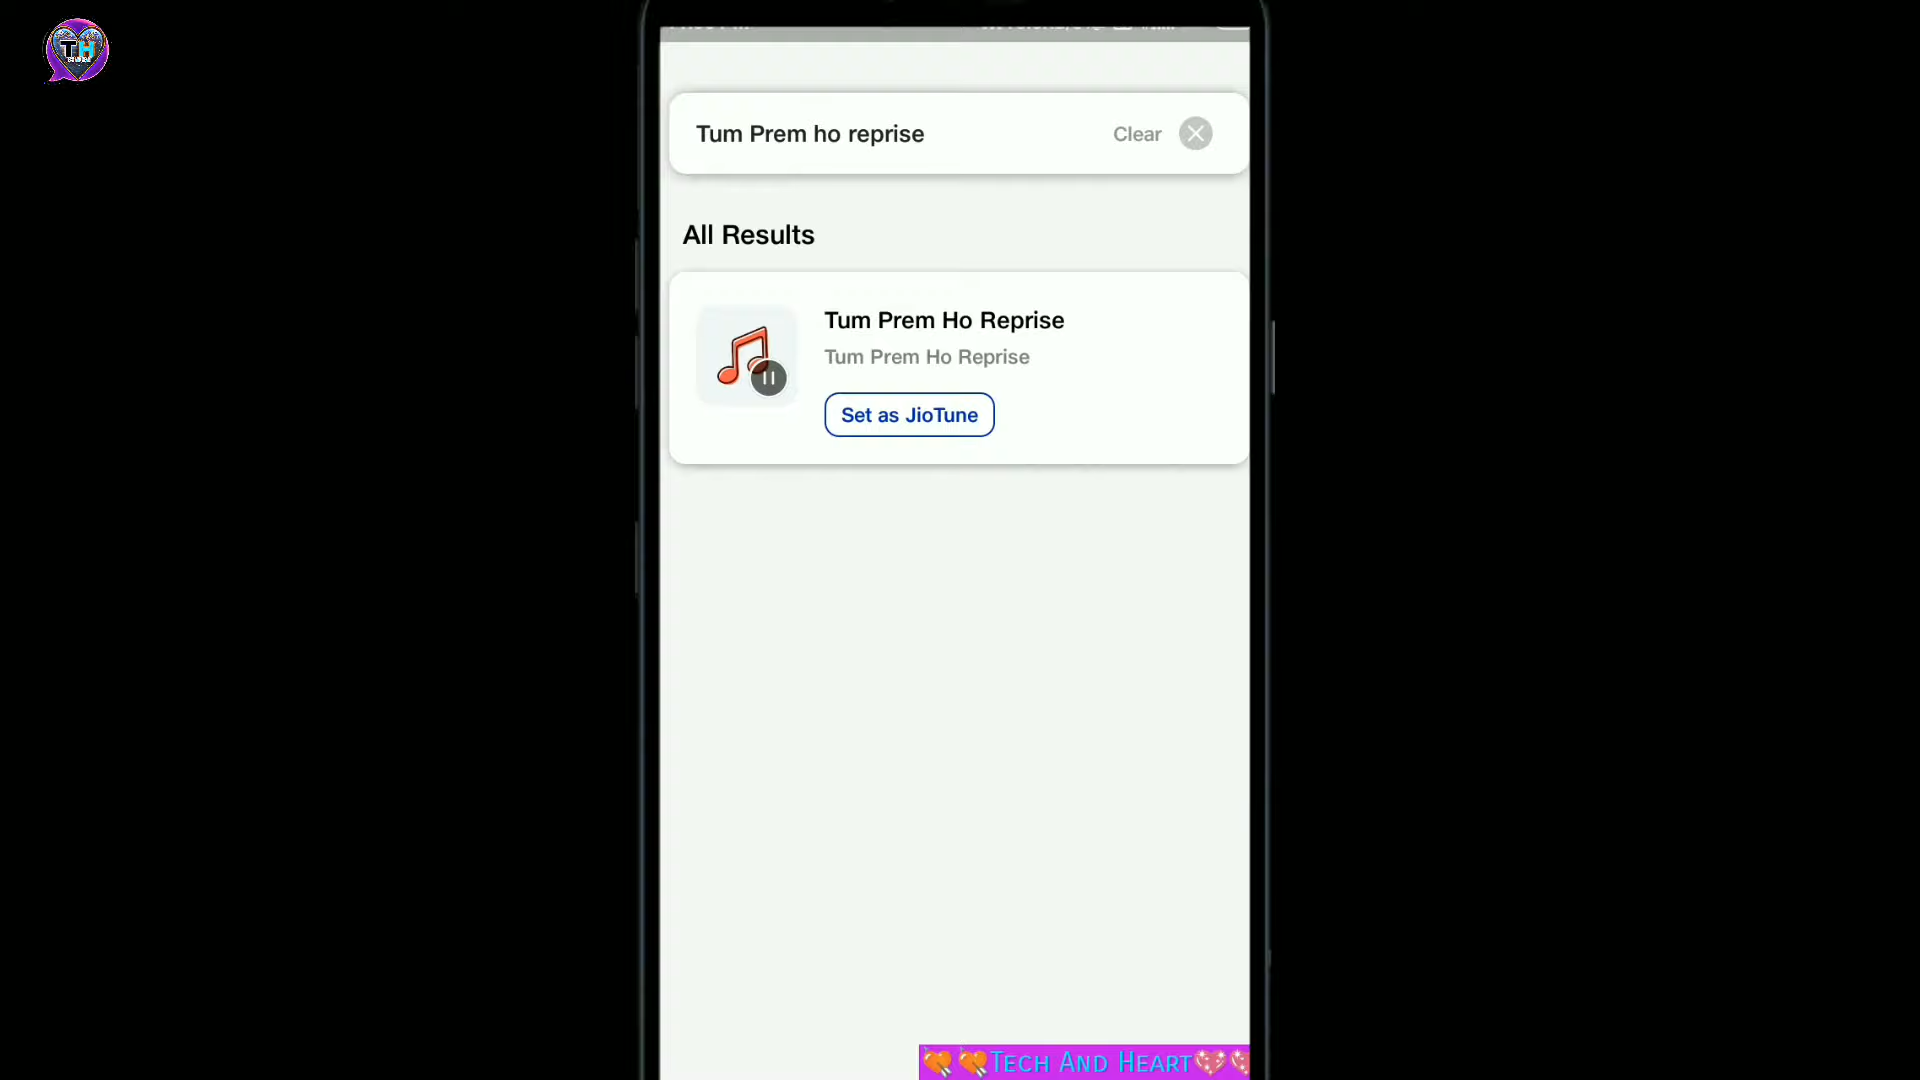 TH
Tum Prem ho reprise
Clear
All Results
Tum Prem Ho Reprise
Tum Prem Ho Reprise
Set as JioTune
Tech And Heart